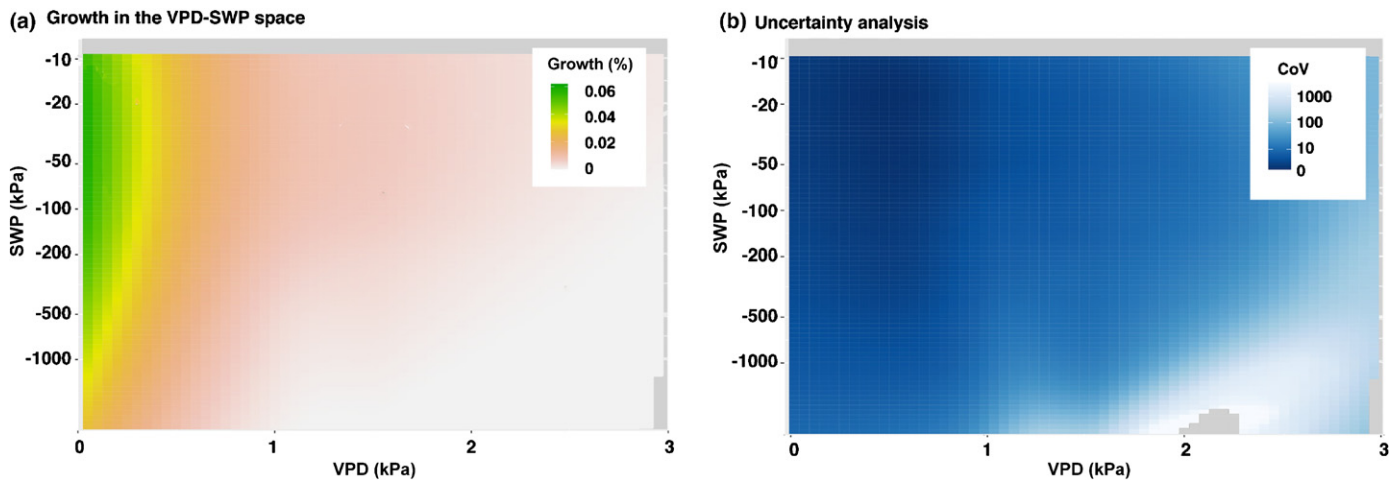 (a) Growth in the VPD-SWP space
Growth (%)
0.06
0.04
0.02
0
SWP (kPa)
-10
-20
-50
-100
-200
-500
-1000
0 1 2 3
VPD (kPa)
(b) Uncertainty analysis
CoV
1000
100
10
0
SWP (kPa)
-10
-20
-50
-100
-200
-500
-1000
0 1 2 3
VPD (kPa)